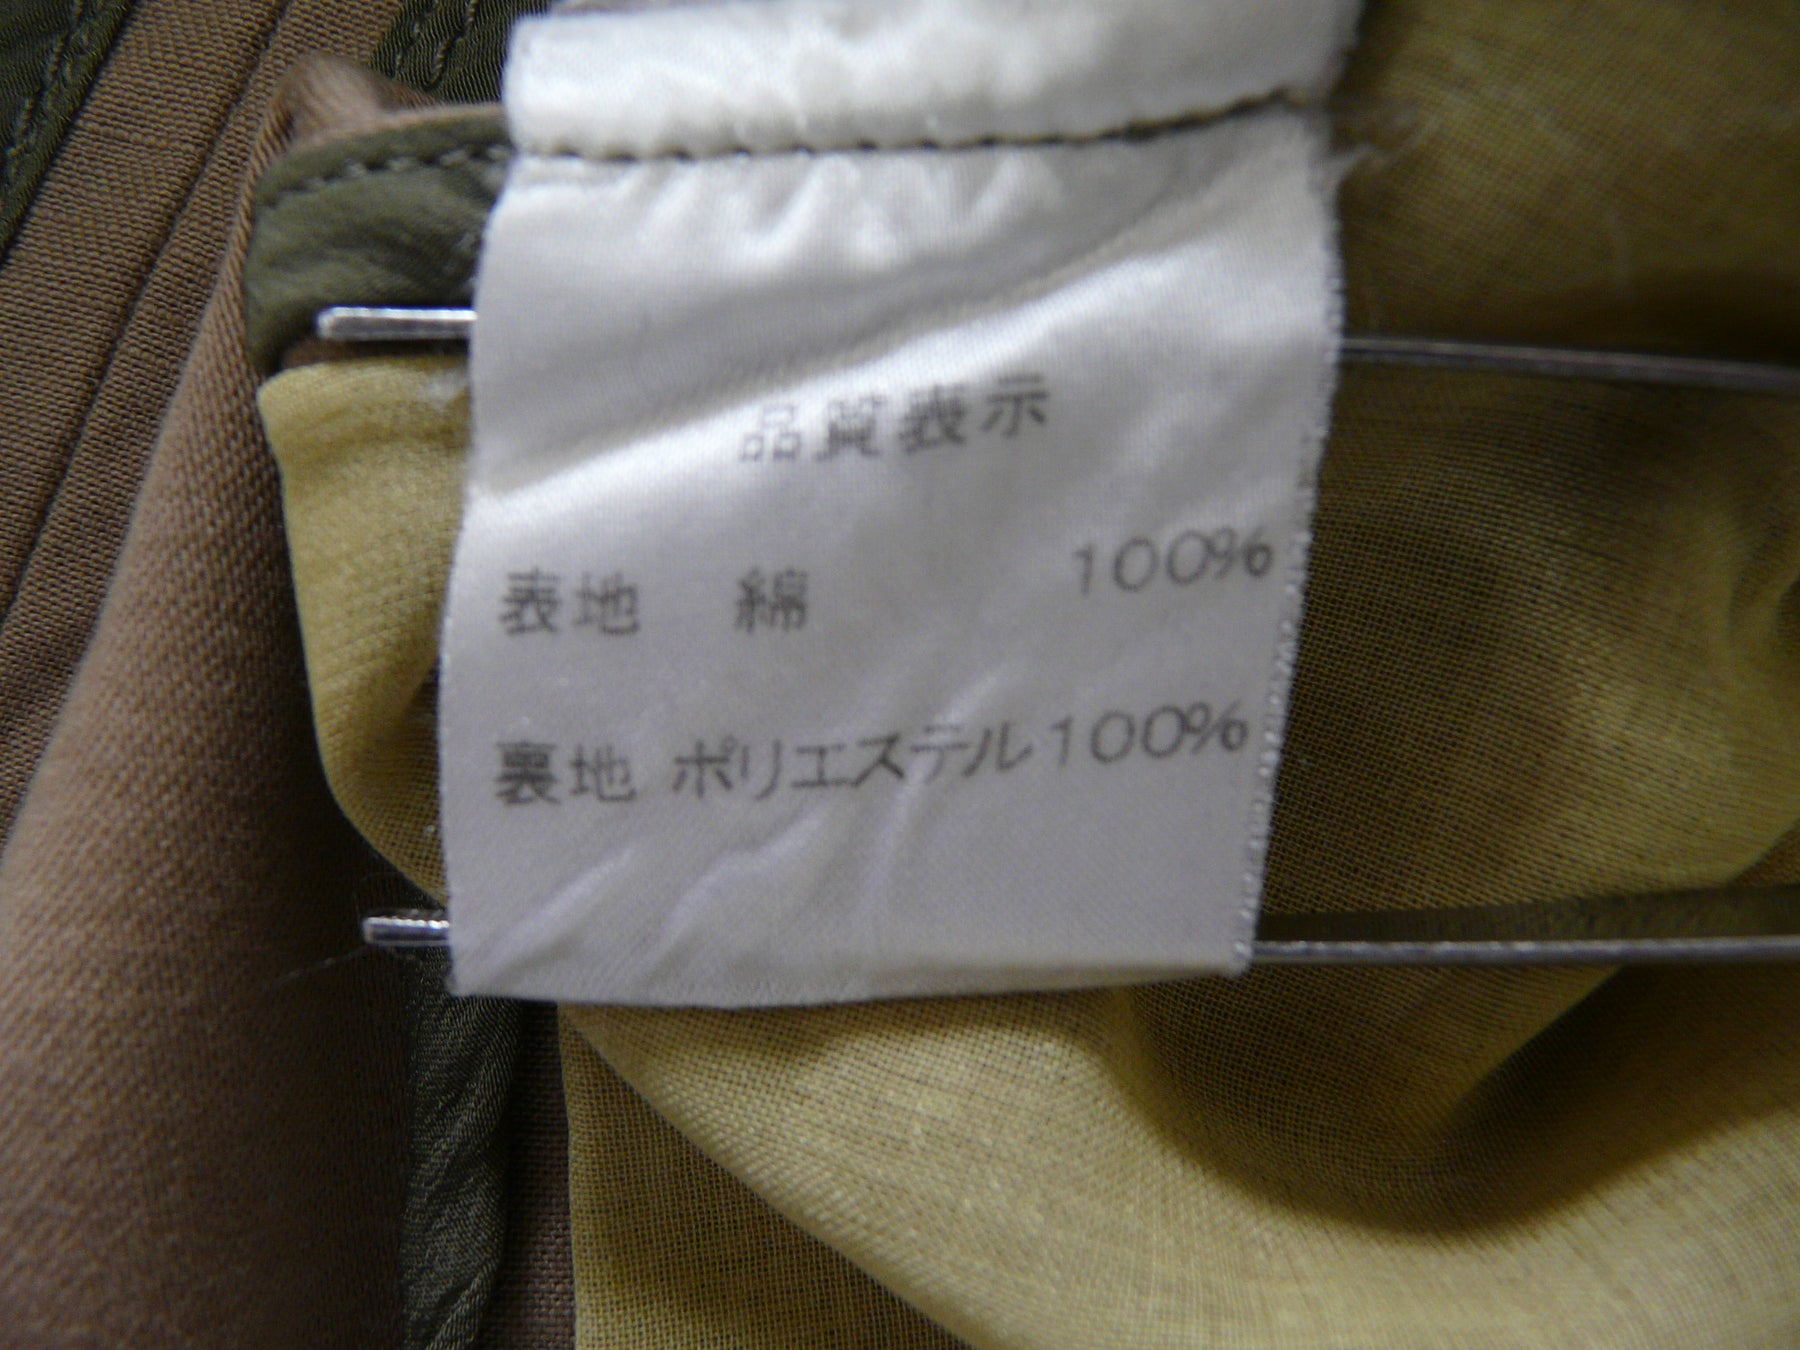 品質表示
表地 綿 100%
裏地 ポリエステル100%